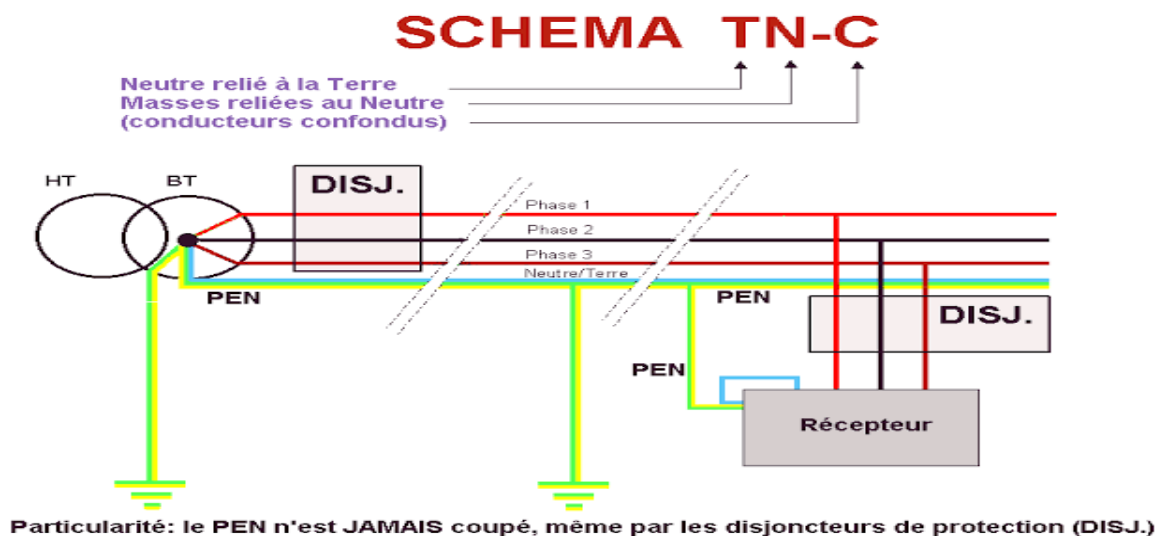 SCHEMA TN-C
Neutre relié à la Terre
Masses reliées au Neutre
(conducteurs confondus)
HT
BT
DISJ.
Phase 1
Phase 2
Phase 3
Neutre/Terre
PEN
PEN
DISJ.
PEN
Récepteur
Particularité: le PEN n'est JAMAIS coupé, même par les disjoncteurs de protection (DISJ.)